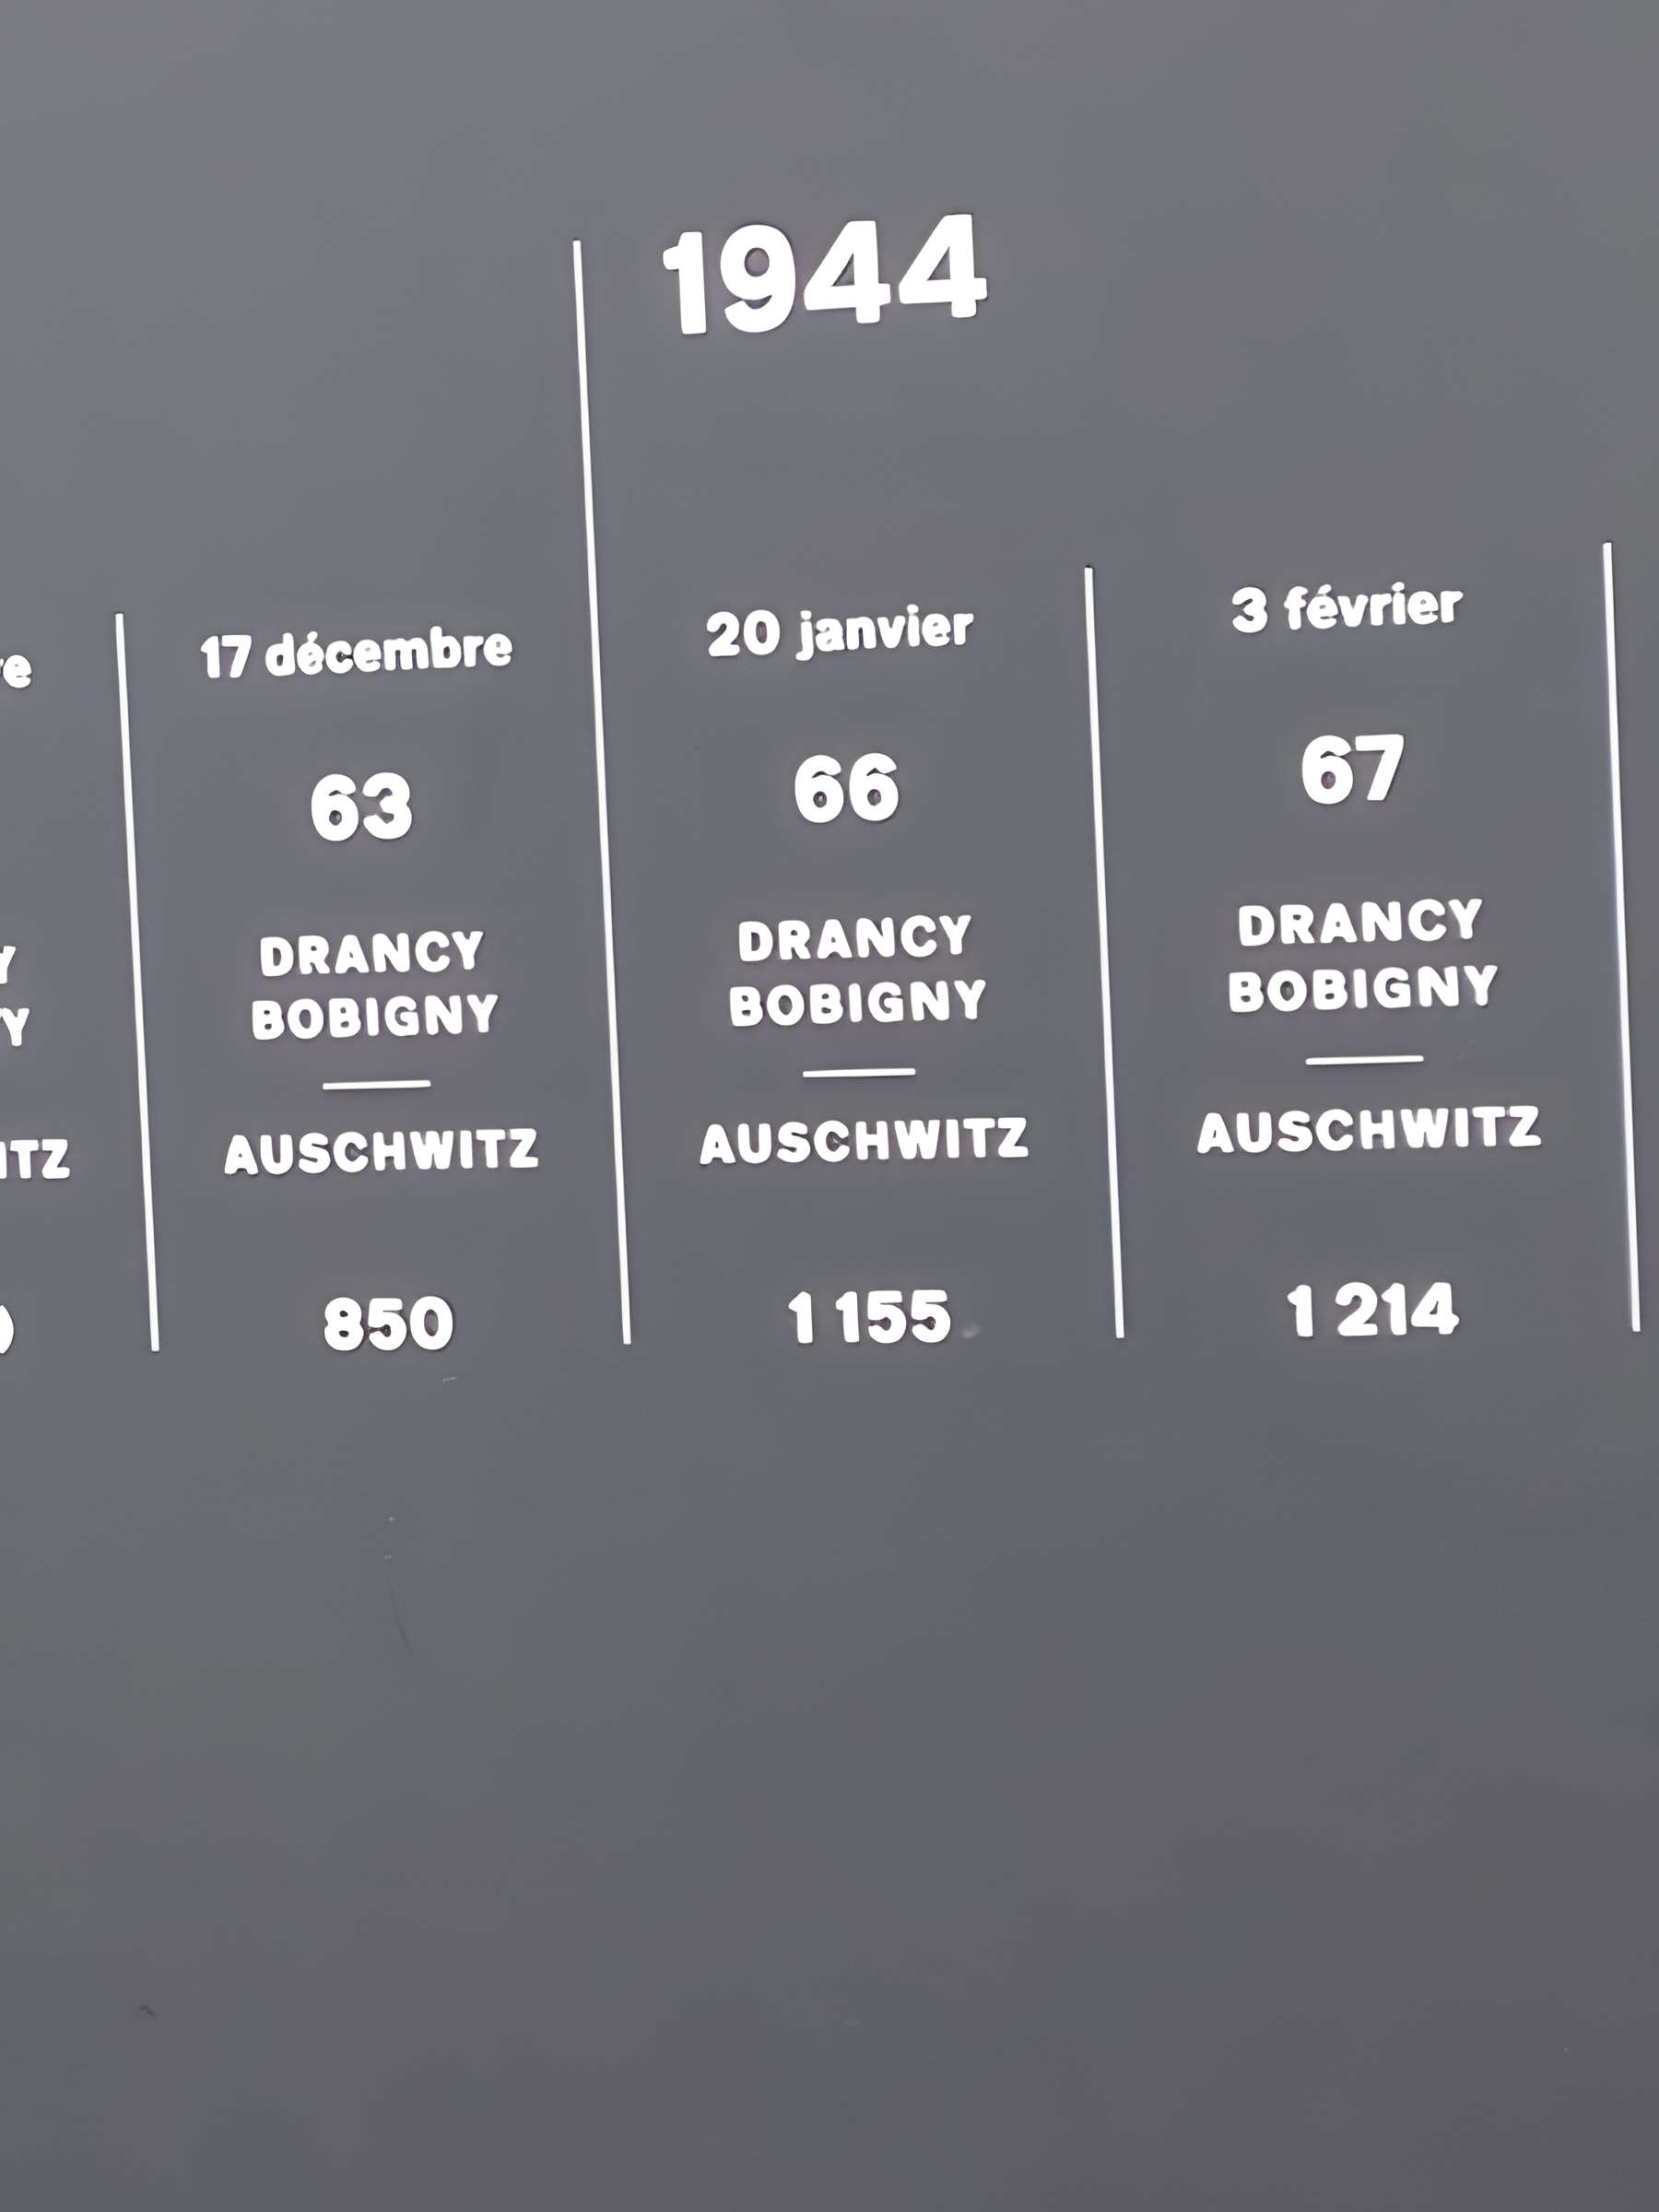 1944
17 décembre
63
DRANCY
BOBIGNY
AUSCHWITZ
850
20 janvier
66
DRANCY
BOBIGNY
AUSCHWITZ
1 155
3 février
67
DRANCY
BOBIGNY
AUSCHWITZ
1 214